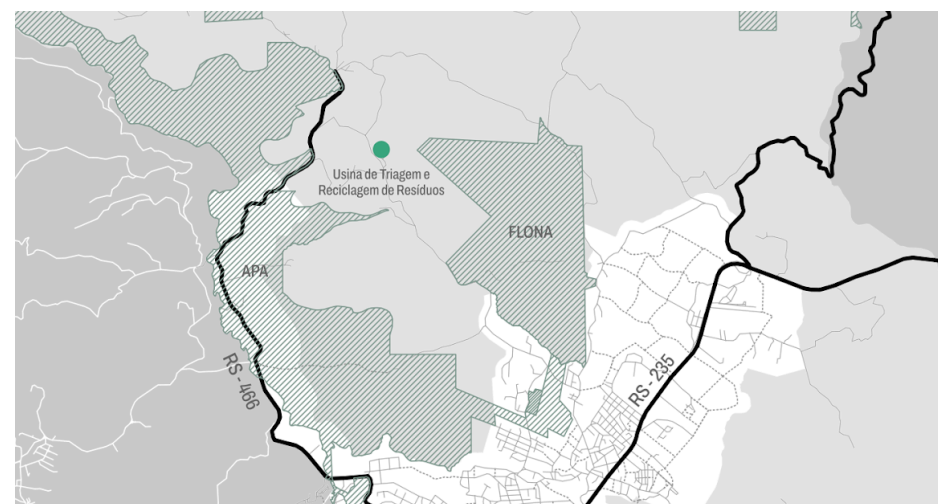 Usina de Triagem e
Reciclagem de Resíduos
FLONA
APA
RS - 466
RS - 235